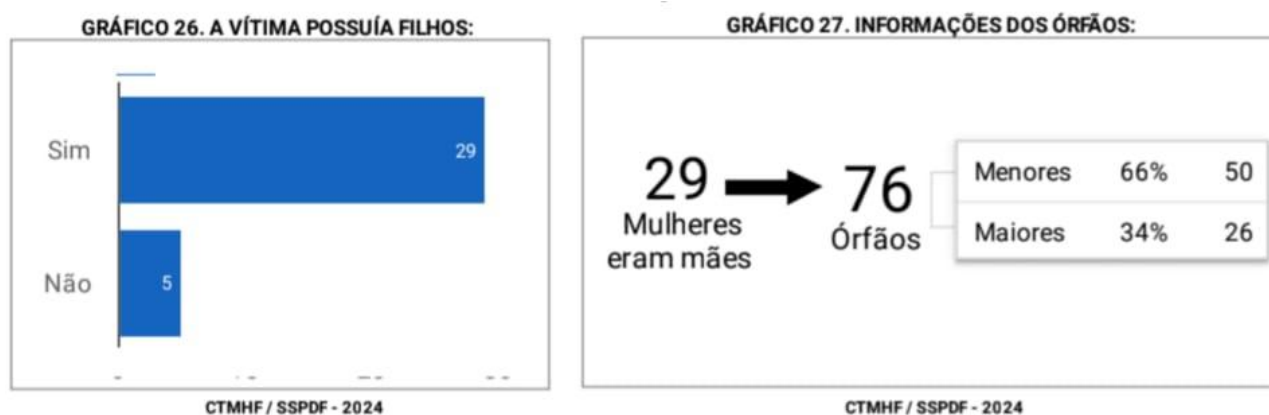 GRÁFICO 26. A VÍTIMA POSSUÍA FILHOS:
Sim
29
Não
5
CTMHF / SSPDF - 2024
GRÁFICO 27. INFORMAÇÕES DOS ÓRFÃOS:
29
Mulheres
eram mães
76
Órfãos
Menores 66% 50
Maiores 34% 26
CTMHF / SSPDF - 2024